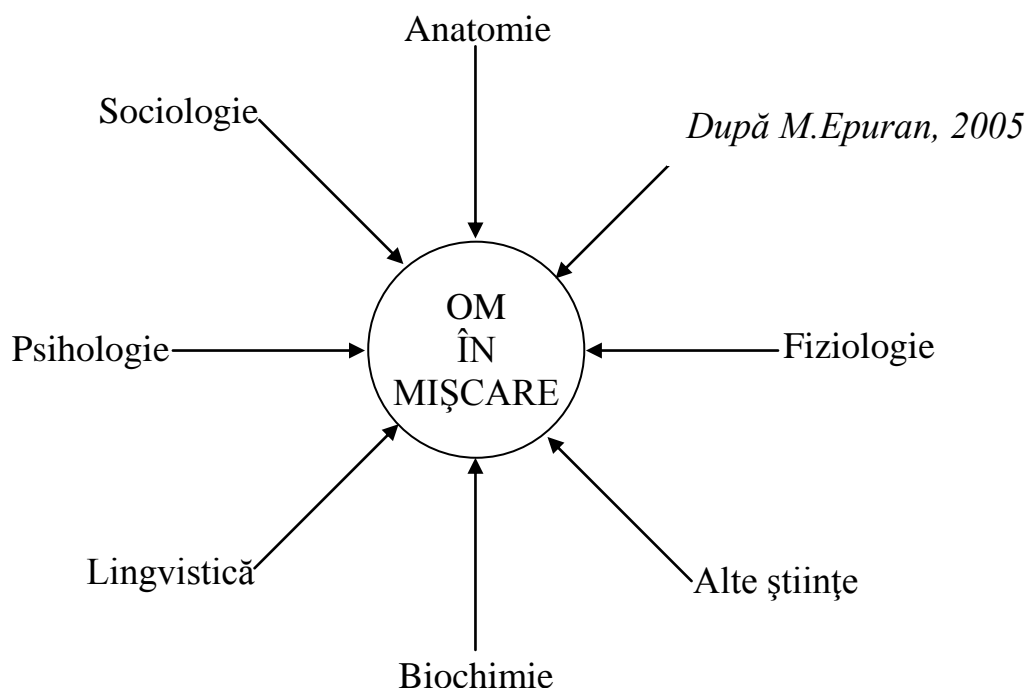 Anatomie
Sociologie
După M.Epuran, 2005
OM
ÎN
MIŞCARE
Psihologie
Fiziologie
Lingvistică
Alte ştiinţe
Biochimie